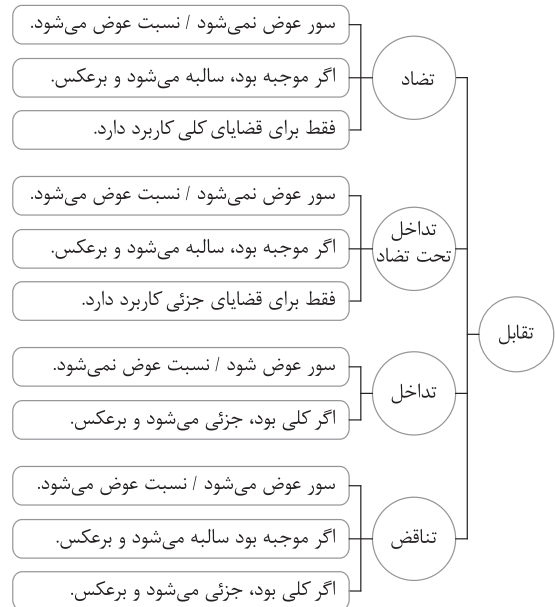 تقابل
تضاد
سور عوض نمی‌شود / نسبت عوض می‌شود.
اگر موجبه بود، سالبه می‌شود و برعکس.
فقط برای قضایای کلی کاربرد دارد.
تداخل
تحت تضاد
سور عوض نمی‌شود / نسبت عوض می‌شود.
اگر موجبه بود، سالبه می‌شود و برعکس.
فقط برای قضایای جزئی کاربرد دارد.
تداخل
سور عوض شود / نسبت عوض نمی‌شود.
اگر کلی بود، جزئی می‌شود و برعکس.
تناقض
سور عوض می‌شود / نسبت عوض می‌شود.
اگر موجبه بود سالبه می‌شود و برعکس.
اگر کلی بود، جزئی می‌شود و برعکس.